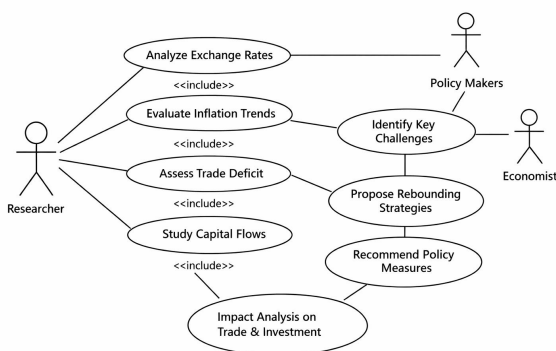 Analyze Exchange Rates
Policy Makers
<<include>>
Evaluate Inflation Trends
Identify Key
Challenges
<<include>>
Researcher
Assess Trade Deficit
Economist
<<include>>
Propose Rebounding
Strategies
Study Capital Flows
<<include>>
Recommend Policy
Measures
Impact Analysis on
Trade & Investment